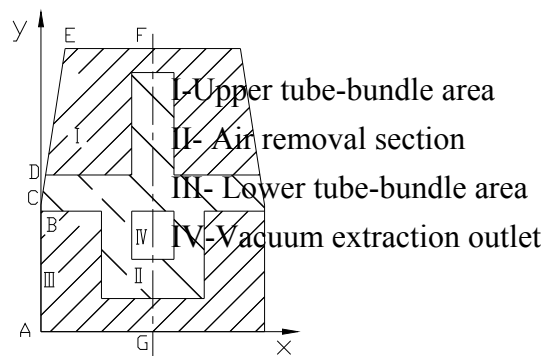 y
E
F
I-Upper tube-bundle area
I
II- Air removal section
D
III- Lower tube-bundle area
C
B
IV
IV-Vacuum extraction outlet
II
III
A
G
x